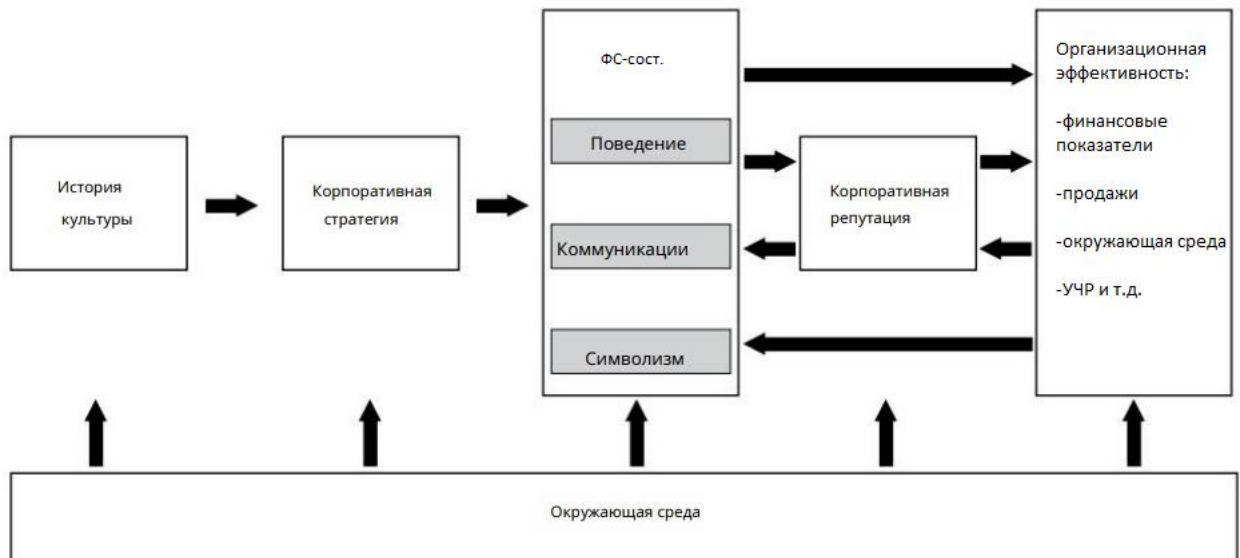 История
культуры
Корпоративная
стратегия
ФС-сост.
Поведение
Коммуникации
Символизм
Корпоративная
репутация
Организационная
эффективность:
-финансовые
показатели
-продажи
-окружающая среда
-УЧР и т.д.
Окружающая среда